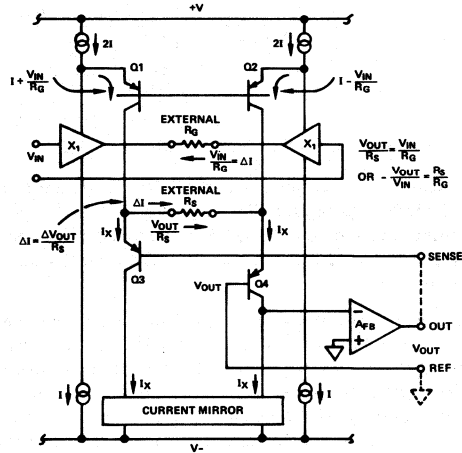 +V
2I
2I
Q1
Q2
I + VIN/RG
I − VIN/RG
EXTERNAL
RG
X1
X1
VIN
VIN/RG = ΔI
VOUT/RS = VIN/RG
OR - VOUT/VIN = RS/RG
EXTERNAL
ΔI
RS
VOUT/RS
IX
IX
ΔI = ΔVOUT/RS
Q3
Q4
SENSE
VOUT
−
AFB
+
OUT
VOUT
REF
I
IX
IX
I
CURRENT MIRROR
V−